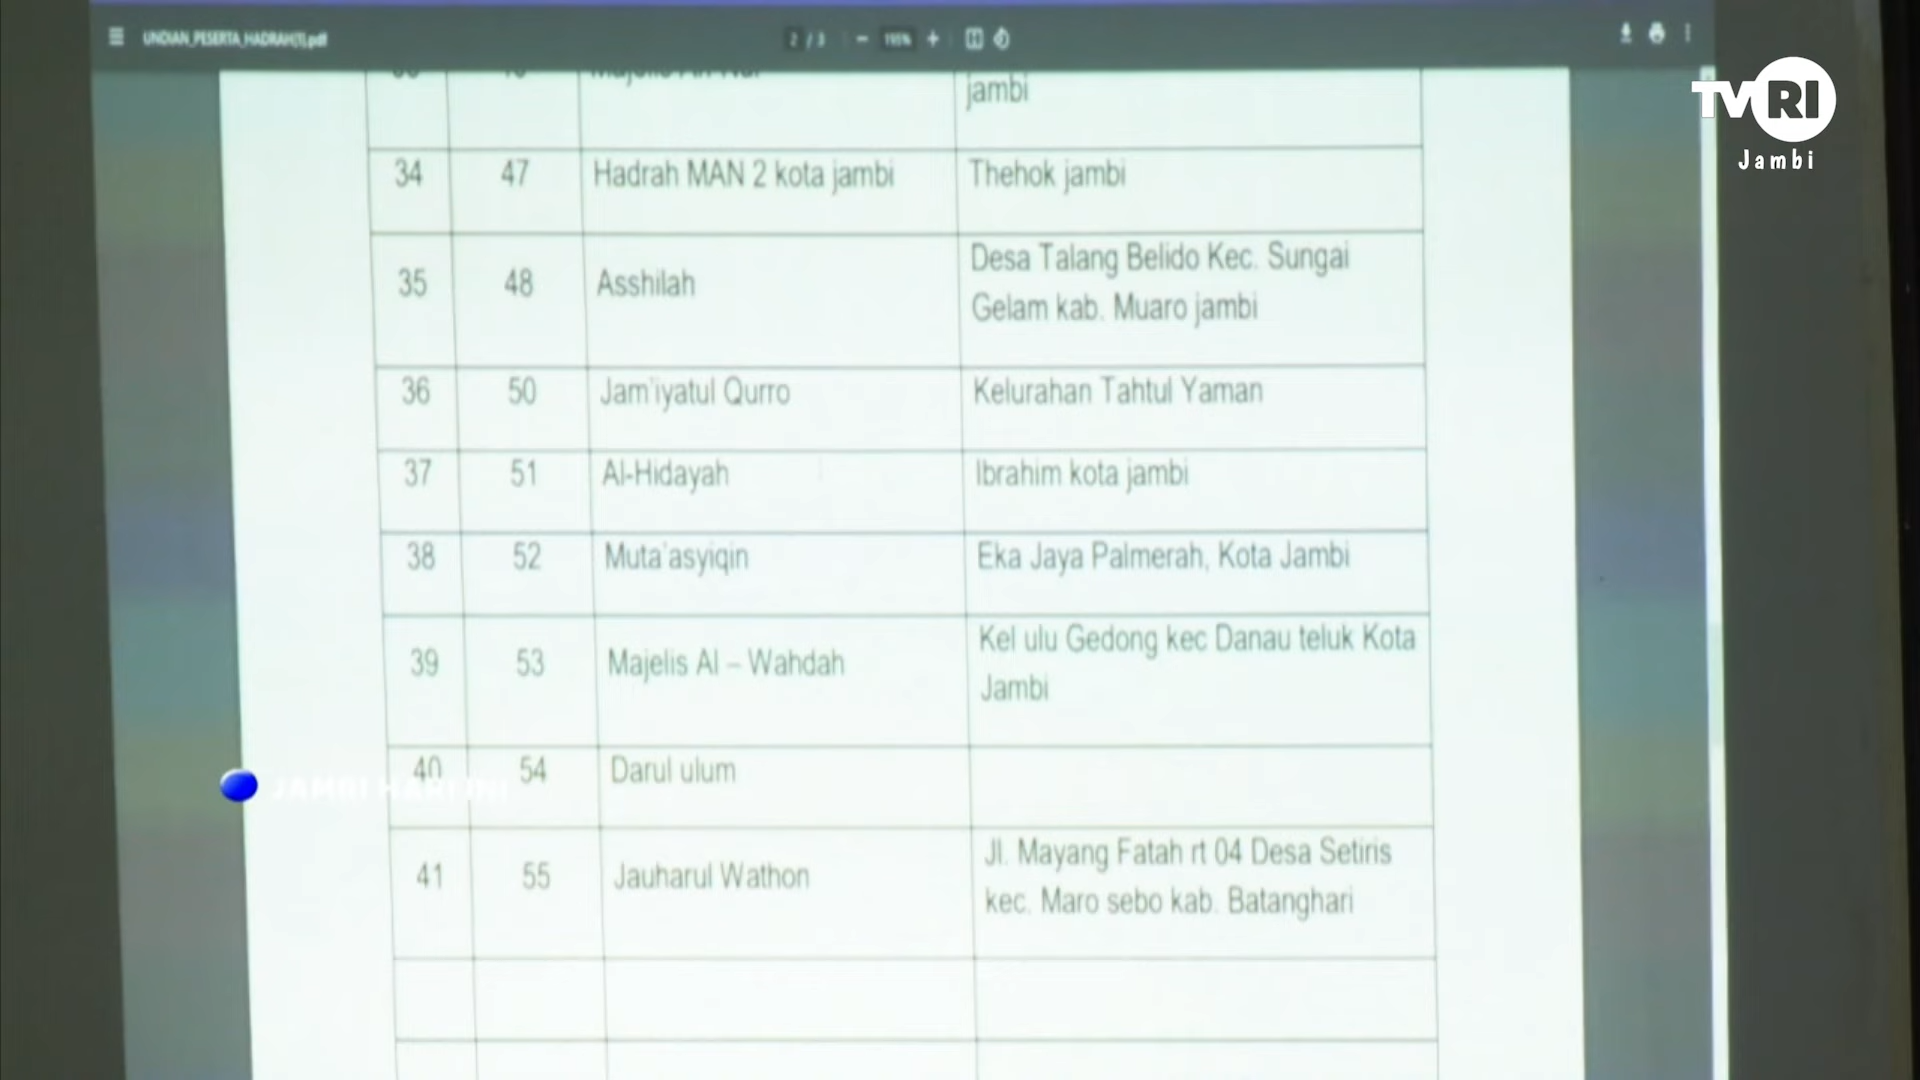 UNDIAN_PESERTA_HADRAH(1).pdf
2 / 3
195%
TVRI
Jambi
jambi
34 47 Hadrah MAN 2 kota jambi Thehok jambi
35 48 Asshilah Desa Talang Belido Kec. Sungai
Gelam kab. Muaro jambi
36 50 Jam'iyatul Qurro Kelurahan Tahtul Yaman
37 51 Al-Hidayah Ibrahim kota jambi
38 52 Muta'asyiqin Eka Jaya Palmerah, Kota Jambi
39 53 Majelis Al – Wahdah Kel ulu Gedong kec Danau teluk Kota
Jambi
40 54 Darul ulum
JAMBI HARI INI
41 55 Jauharul Wathon Jl. Mayang Fatah rt 04 Desa Setiris
kec. Maro sebo kab. Batanghari